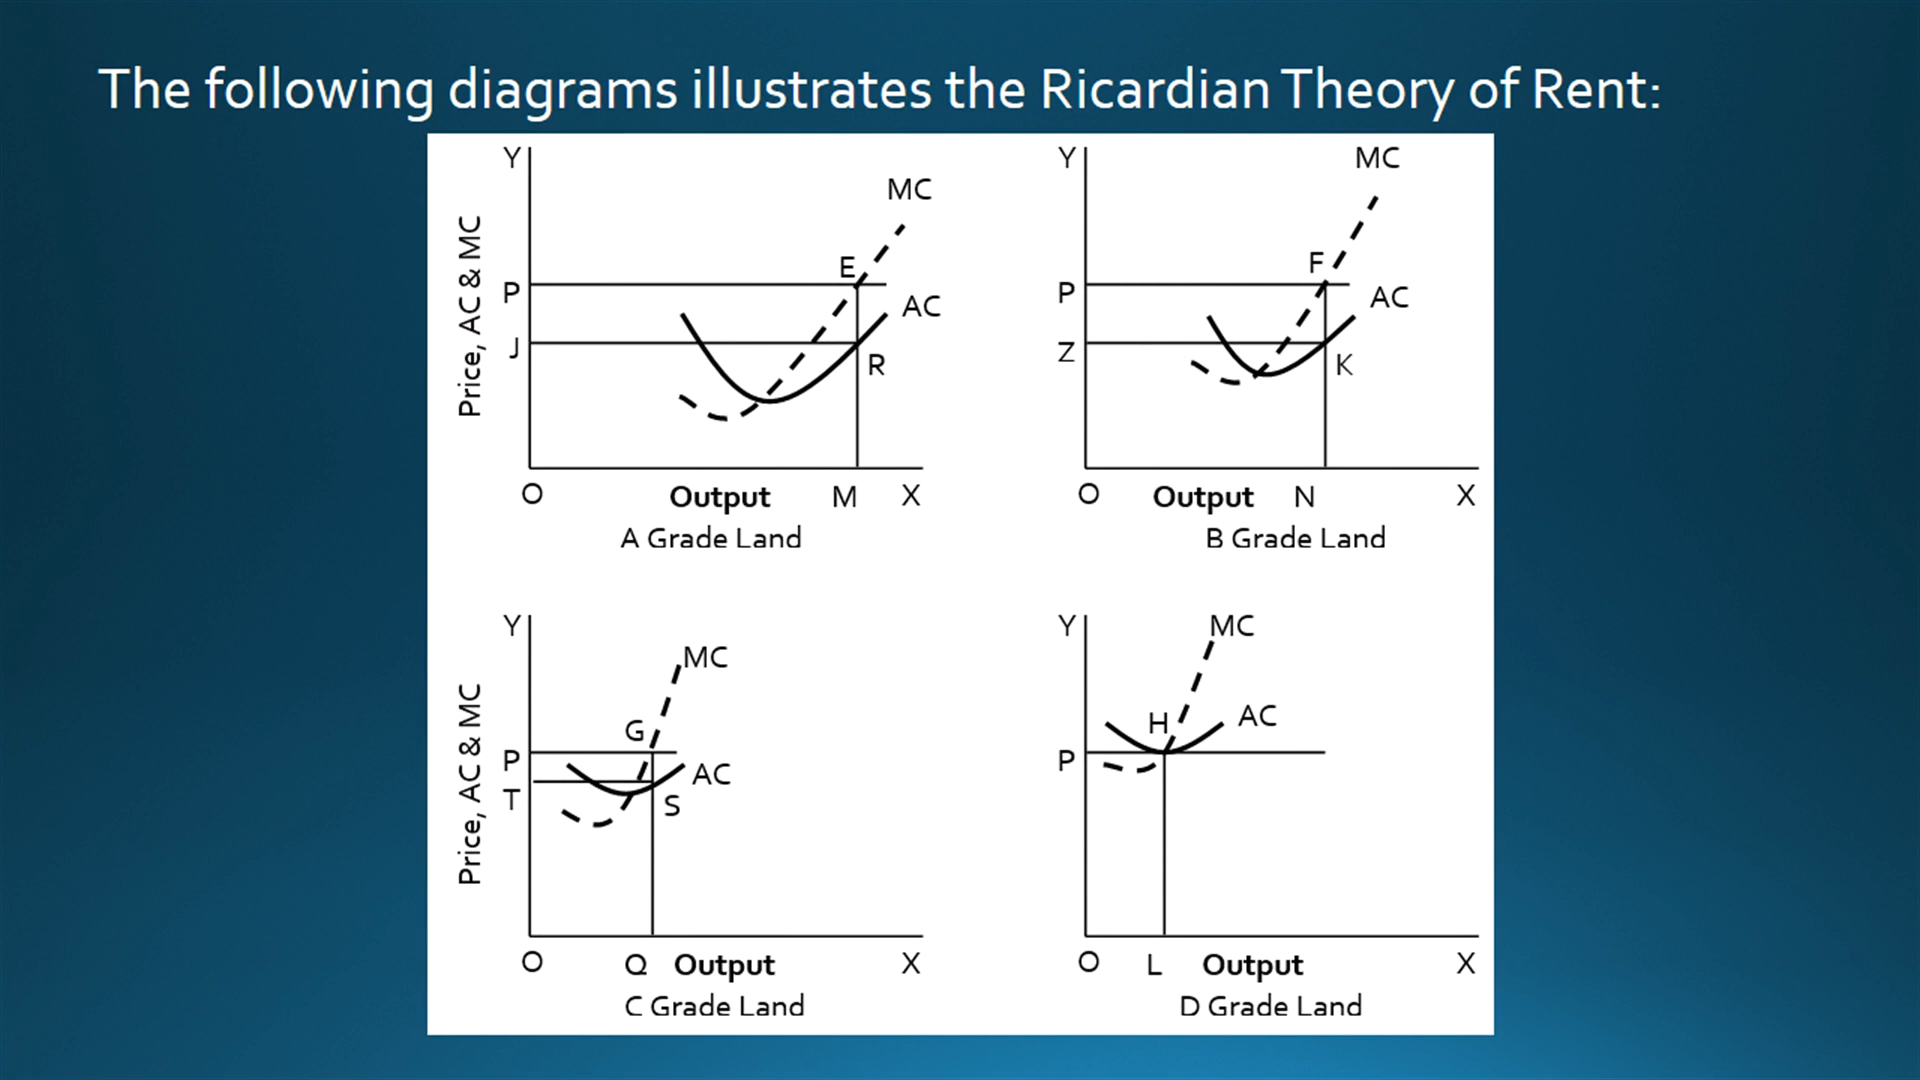 The following diagrams illustrates the Ricardian Theory of Rent:
Y
MC
Price, AC & MC
E
P
AC
J
R
O
Output
M
X
A Grade Land
Y
MC
F
P
AC
Z
K
O
Output
N
X
B Grade Land
Y
MC
Price, AC & MC
G
P
AC
T
S
O
Q
Output
X
C Grade Land
Y
MC
H
AC
P
O
L
Output
X
D Grade Land